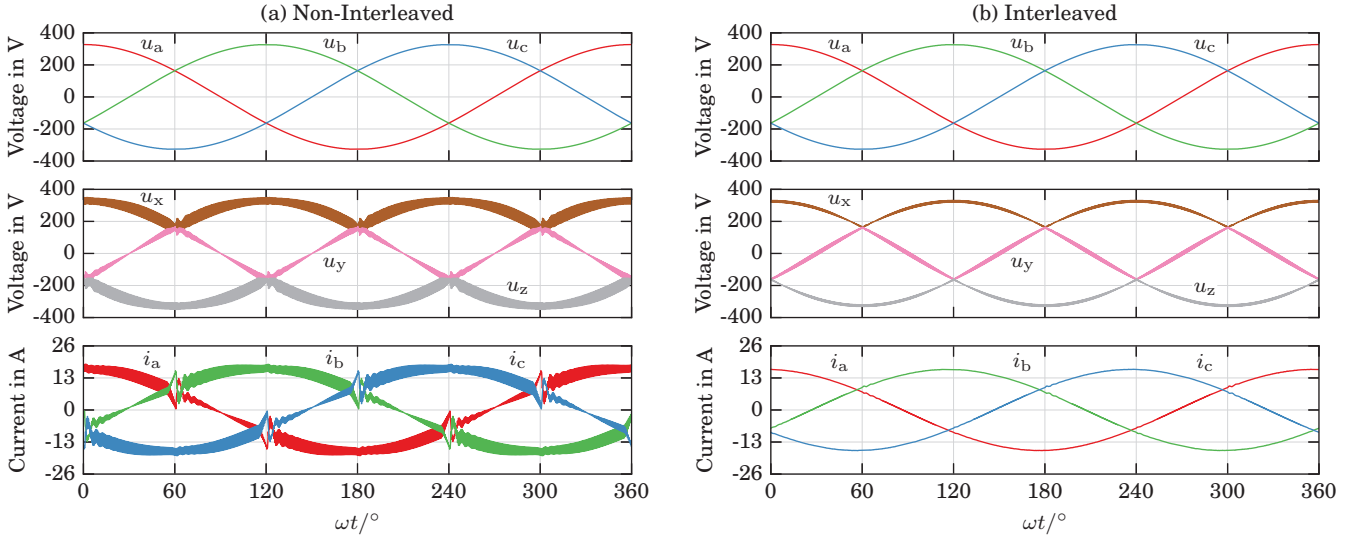 (a) Non-Interleaved
400
200
0
-200
-400
Voltage in V
u_a
u_b
u_c
400
200
0
-200
-400
Voltage in V
u_x
u_y
u_z
26
13
0
-13
-26
Current in A
i_a
i_b
i_c
0 60 120 180 240 300 360
ωt/°
(b) Interleaved
400
200
0
-200
-400
Voltage in V
u_a
u_b
u_c
400
200
0
-200
-400
Voltage in V
u_x
u_y
u_z
26
13
0
-13
-26
Current in A
i_a
i_b
i_c
0 60 120 180 240 300 360
ωt/°